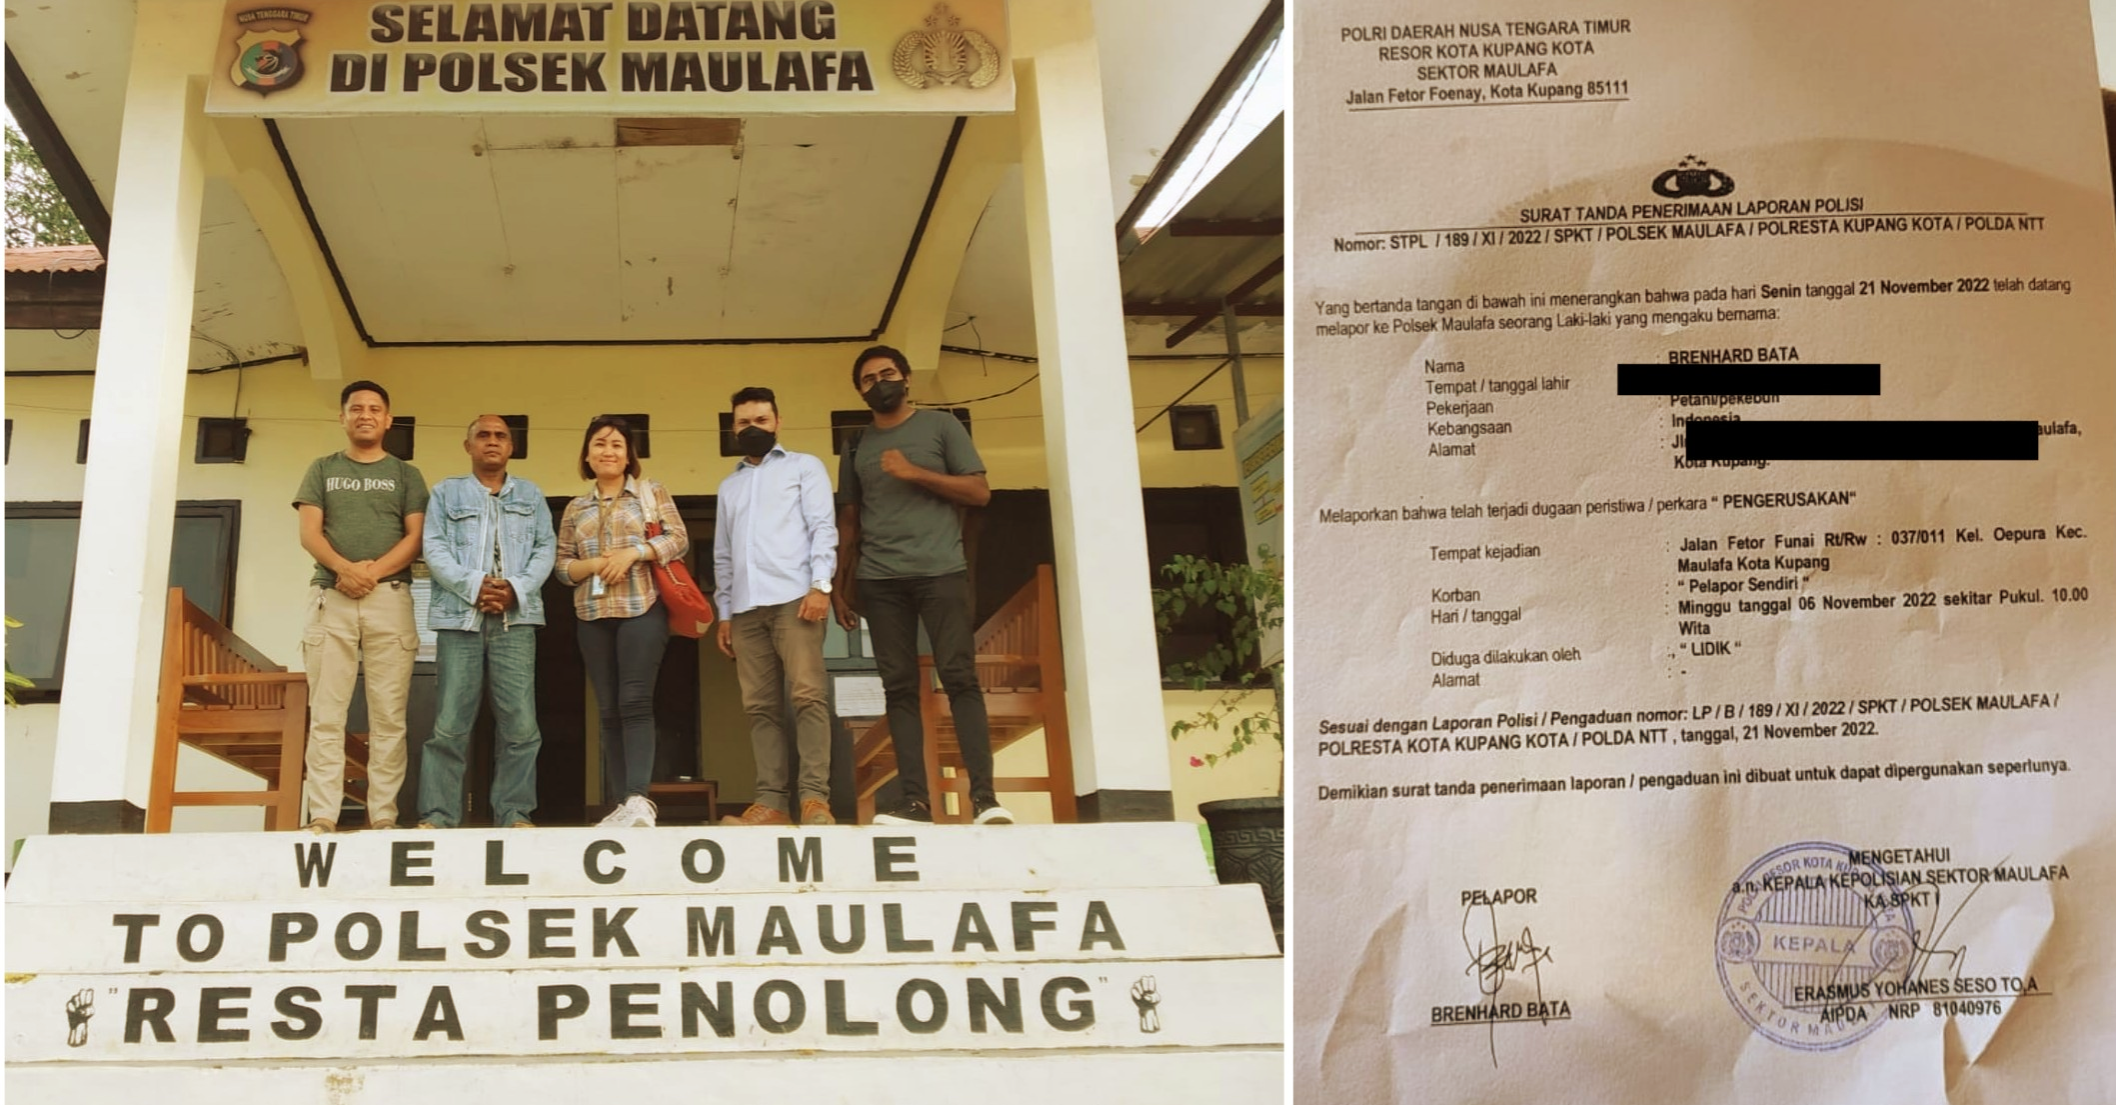 NUSA TENGGARA TIMUR
SELAMAT DATANG
DI POLSEK MAULAFA
HUGO BOSS
WELCOME
TO POLSEK MAULAFA
"RESTA PENOLONG"
POLRI DAERAH NUSA TENGARA TIMUR
RESOR KOTA KUPANG KOTA
SEKTOR MAULAFA
Jalan Fetor Foenay, Kota Kupang 85111
SURAT TANDA PENERIMAAN LAPORAN POLISI
Nomor: STPL / 189 / XI / 2022 / SPKT / POLSEK MAULAFA / POLRESTA KUPANG KOTA / POLDA NTT
Yang bertanda tangan di bawah ini menerangkan bahwa pada hari Senin tanggal 21 November 2022 telah datang
melapor ke Polsek Maulafa seorang Laki-laki yang mengaku bernama:
Nama : BRENHARD BATA
Tempat / tanggal lahir
Pekerjaan : Petani/pekebun
Kebangsaan : Indonesia
Alamat : Jln aulafa,
Kota Kupang.
Melaporkan bahwa telah terjadi dugaan peristiwa / perkara " PENGERUSAKAN"
Tempat kejadian : Jalan Fetor Funai Rt/Rw : 037/011 Kel. Oepura Kec.
Maulafa Kota Kupang
Korban : " Pelapor Sendiri "
Hari / tanggal : Minggu tanggal 06 November 2022 sekitar Pukul. 10.00
Wita
Diduga dilakukan oleh :, " LIDIK "
Alamat : -
Sesuai dengan Laporan Polisi / Pengaduan nomor: LP / B / 189 / XI / 2022 / SPKT / POLSEK MAULAFA /
POLRESTA KOTA KUPANG KOTA / POLDA NTT , tanggal, 21 November 2022.
Demikian surat tanda penerimaan laporan / pengaduan ini dibuat untuk dapat dipergunakan seperlunya.
PELAPOR
BRENHARD BATA
MENGETAHUI
a.n. KEPALA KEPOLISIAN SEKTOR MAULAFA
KA SPKT I
KEPALA
ERASMUS YOHANES SESO TO,A
AIPDA NRP 81040976